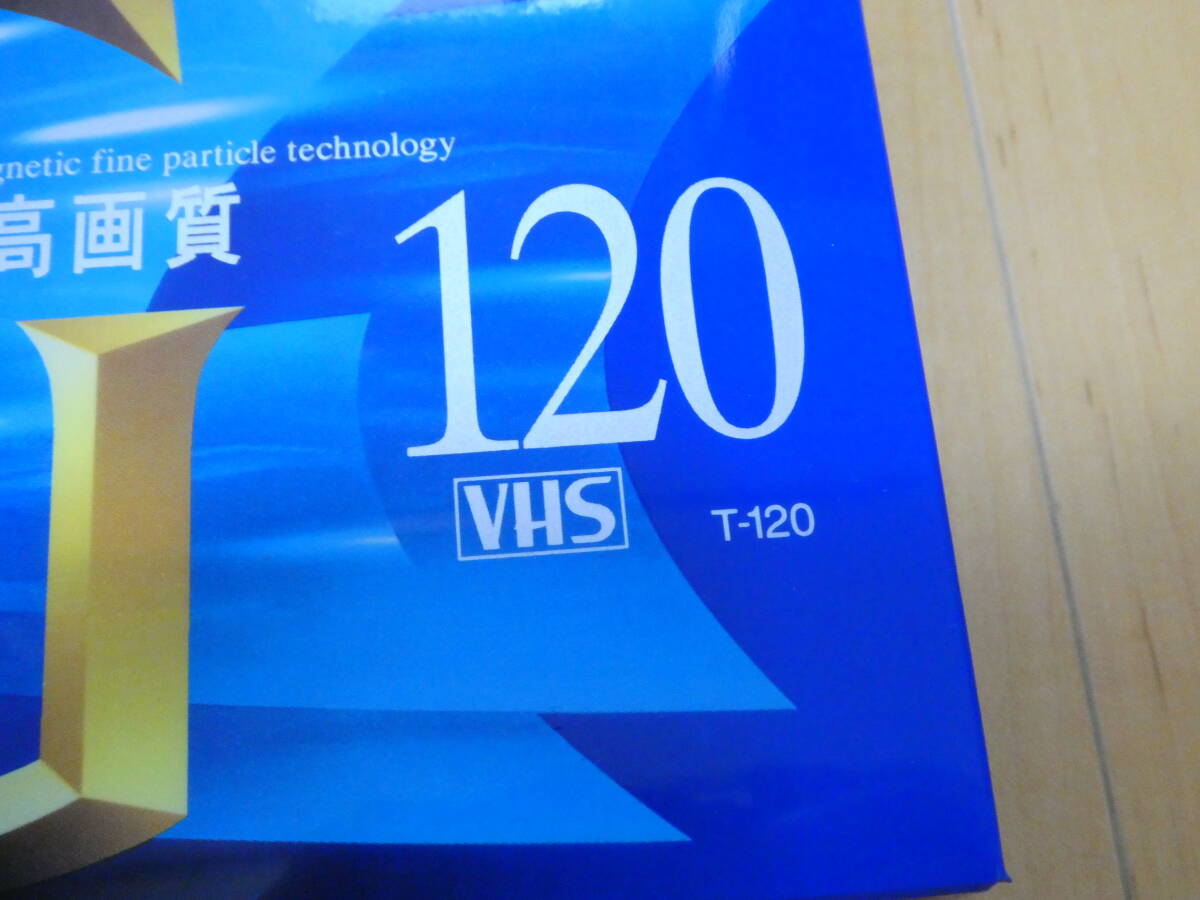 gnetic fine particle technology
高画質
120
VHS
T-120